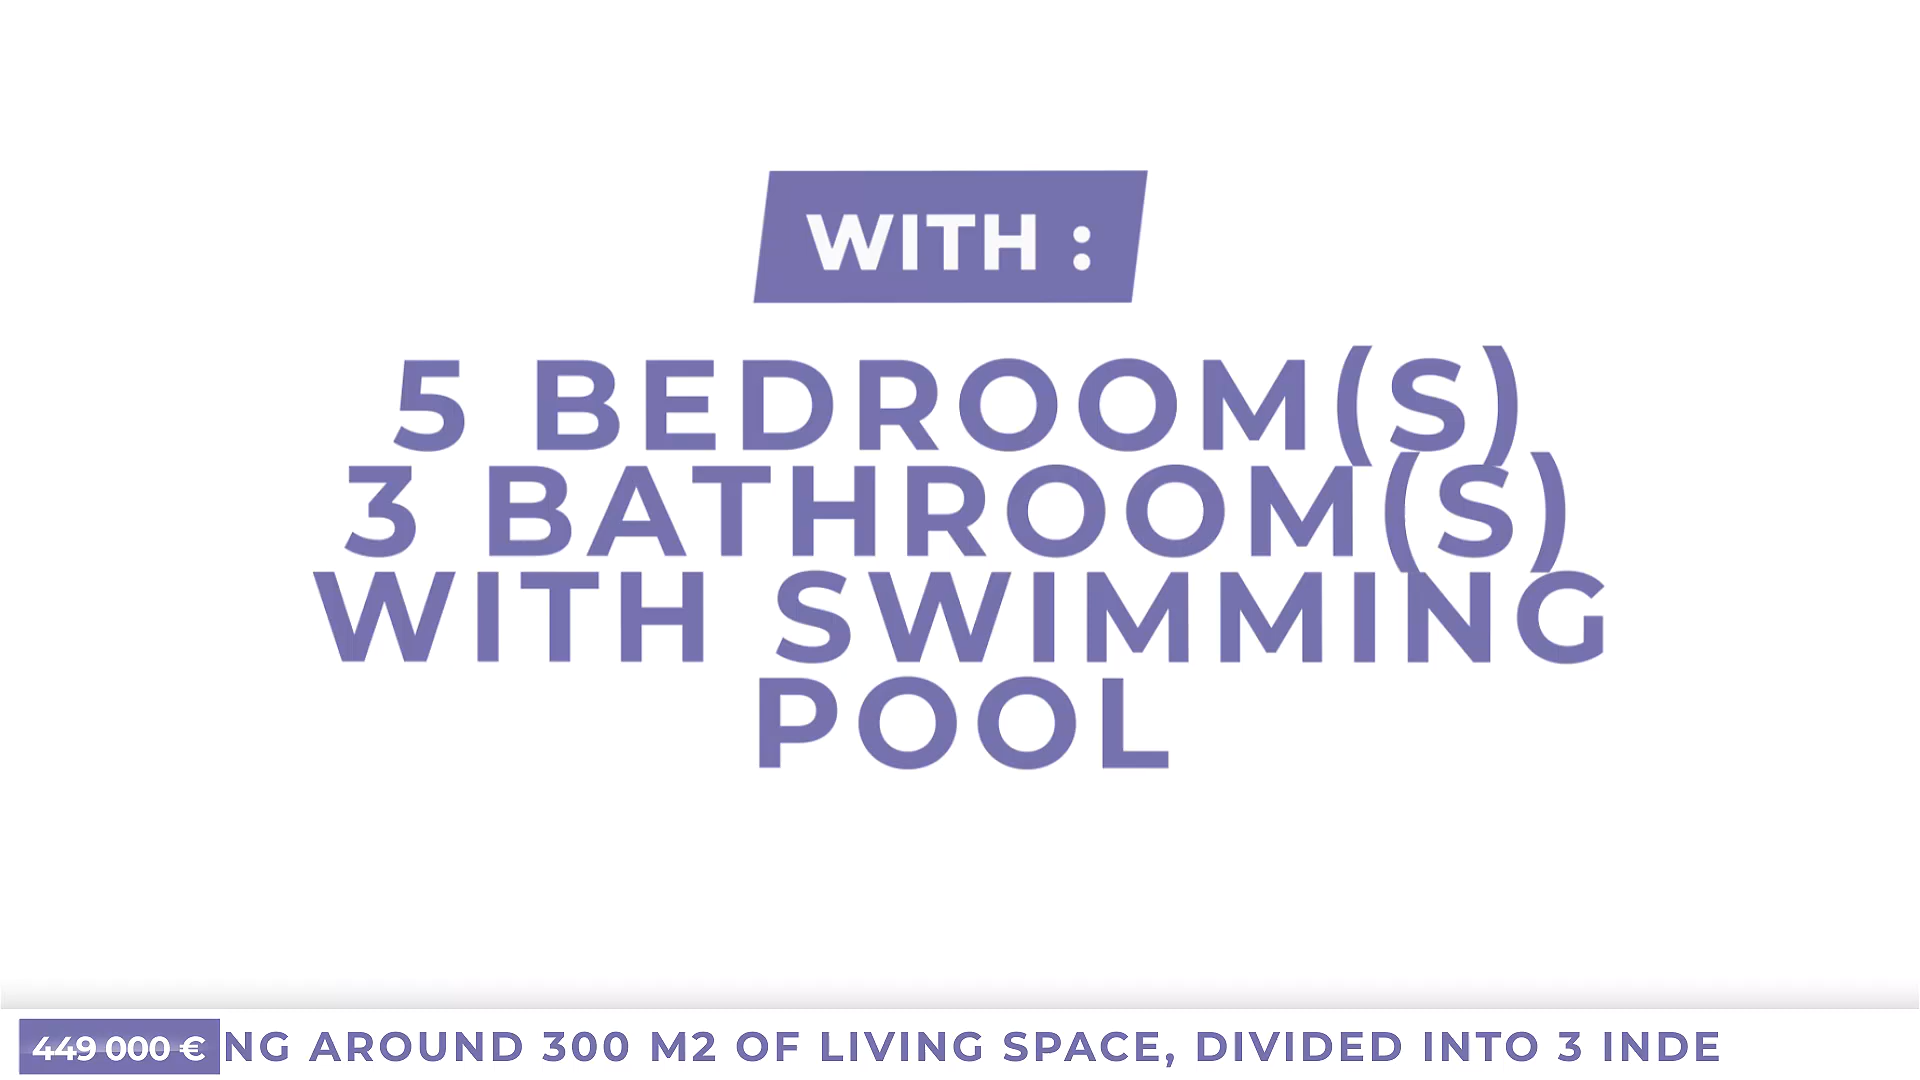 WITH :
5 BEDROOM(S)
3 BATHROOM(S)
WITH SWIMMING
POOL
449 000 € NG AROUND 300 M2 OF LIVING SPACE, DIVIDED INTO 3 INDE